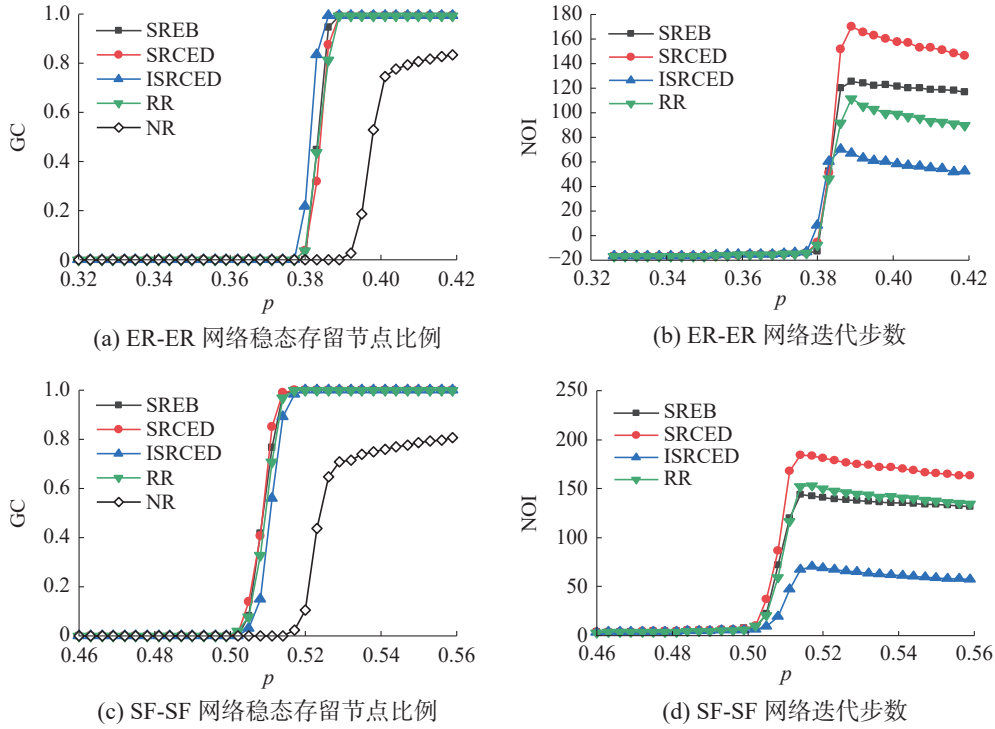 1.0
0.8
0.6
0.4
0.2
0
GC
SREB
SRCED
ISRCED
RR
NR
0.32 0.34 0.36 0.38 0.40 0.42
p
(a) ER-ER 网络稳态存留节点比例
180
160
140
120
100
80
60
40
20
0
−20
NOI
SREB
SRCED
ISRCED
RR
0.32 0.34 0.36 0.38 0.40 0.42
p
(b) ER-ER 网络迭代步数
1.0
0.8
0.6
0.4
0.2
0
GC
SREB
SRCED
ISRCED
RR
NR
0.46 0.48 0.50 0.52 0.54 0.56
p
(c) SF-SF 网络稳态存留节点比例
250
200
150
100
50
0
NOI
SREB
SRCED
ISRCED
RR
0.46 0.48 0.50 0.52 0.54 0.56
p
(d) SF-SF 网络迭代步数